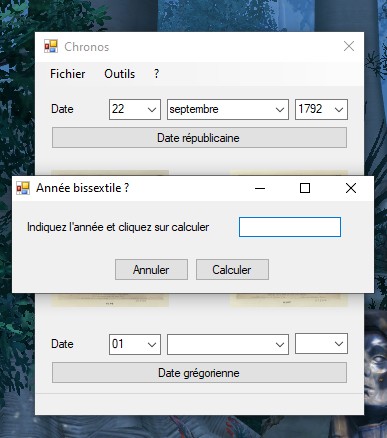 Chronos
Fichier Outils ?
Date 22 septembre 1792
Date républicaine
Année bissextile ?
Indiquez l'année et cliquez sur calculer
Annuler Calculer
Date 01
Date grégorienne